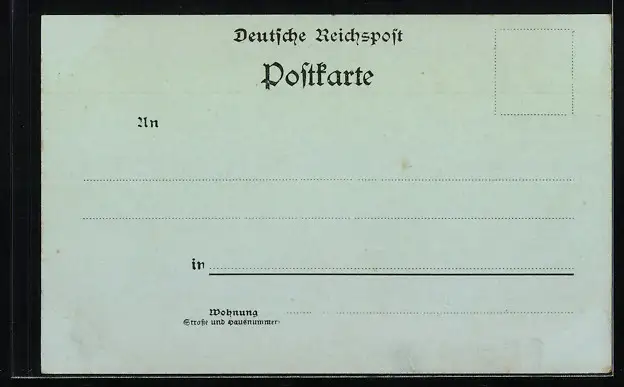 Deutsche Reichspost
Postkarte
An
in
Wohnung
(Straße und Hausnummer)